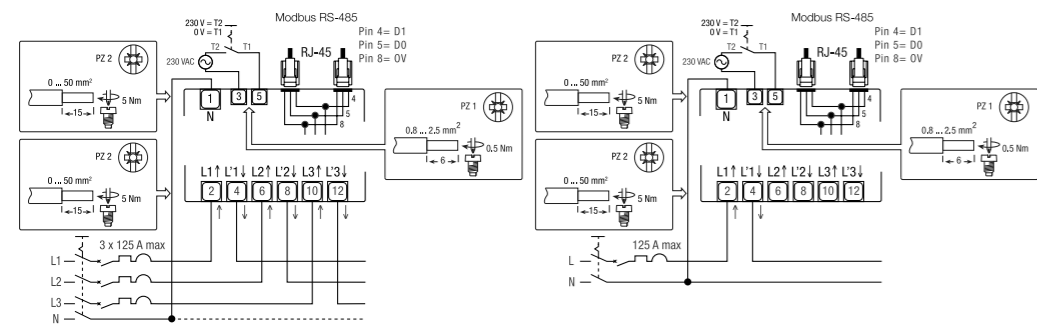 230 V = T2
0 V = T1
T2 T1
230 VAC
Modbus RS-485
Pin 4= D1
Pin 5= D0
Pin 8= 0V
RJ-45
PZ 2
0 ... 50 mm²
15
5 Nm
1 3 5
N
4
5
8
PZ 1
0.8 ... 2.5 mm²
6
0.5 Nm
PZ 2
0 ... 50 mm²
15
5 Nm
L1↑ L'1↓ L2↑ L'2↓ L3↑ L'3↓
2 4 6 8 10 12
3 x 125 A max
L1
L2
L3
N
230 V = T2
0 V = T1
T2 T1
230 VAC
Modbus RS-485
Pin 4= D1
Pin 5= D0
Pin 8= 0V
RJ-45
PZ 2
0 ... 50 mm²
15
5 Nm
1 3 5
N
4
5
8
PZ 1
0.8 ... 2.5 mm²
6
0.5 Nm
PZ 2
0 ... 50 mm²
15
5 Nm
L1↑ L'1↓ L2↑ L'2↓ L3↑ L'3↓
2 4 6 8 10 12
125 A max
L
N